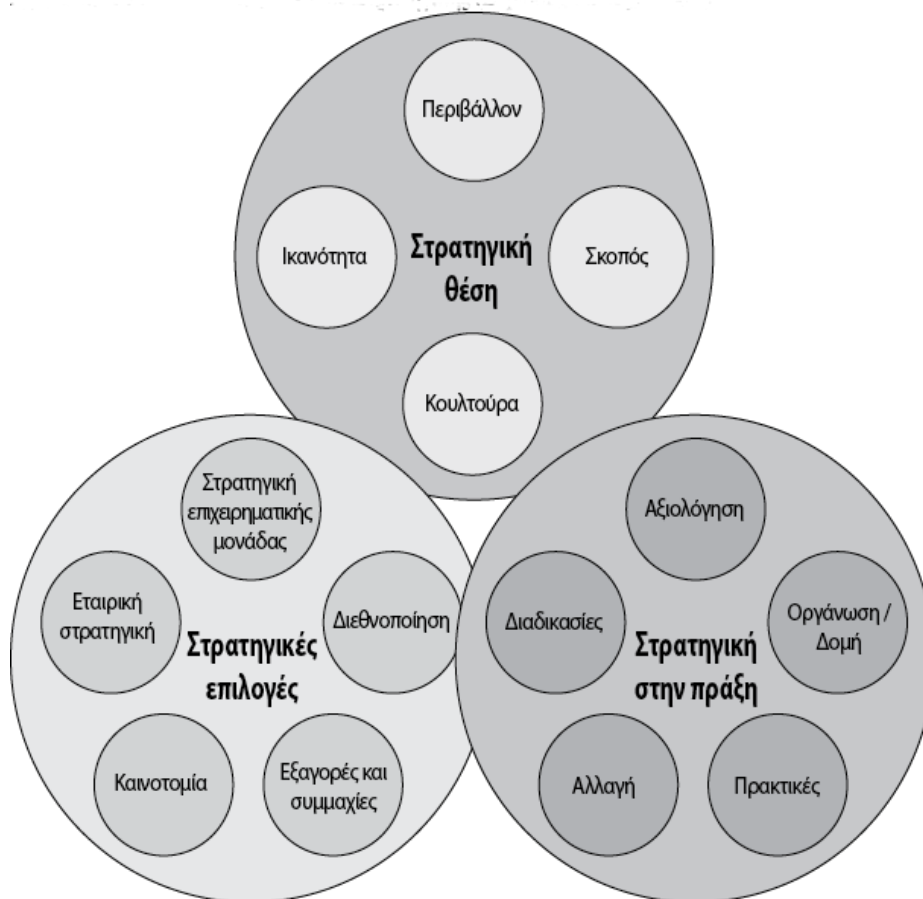 Περιβάλλον
Ικανότητα
Στρατηγική
θέση
Σκοπός
Κουλτούρα
Στρατηγική
επιχειρηματικής
μονάδας
Εταιρική
στρατηγική
Στρατηγικές
επιλογές
Διεθνοποίηση
Καινοτομία
Εξαγορές και
συμμαχίες
Αξιολόγηση
Διαδικασίες
Στρατηγική
στην πράξη
Οργάνωση /
Δομή
Αλλαγή
Πρακτικές